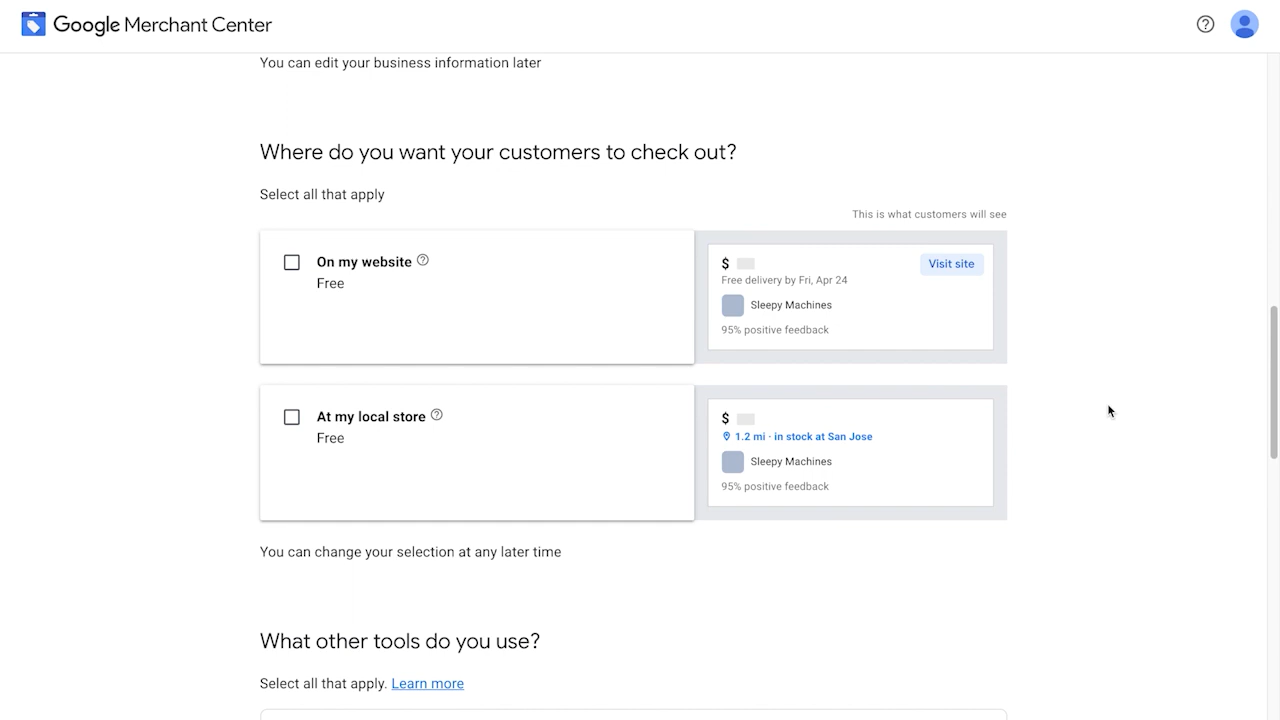 Google Merchant Center
You can edit your business information later
Where do you want your customers to check out?
Select all that apply
This is what customers will see
On my website
Free
$
Visit site
Free delivery by Fri, Apr 24
Sleepy Machines
95% positive feedback
At my local store
Free
$
1.2 mi · in stock at San Jose
Sleepy Machines
95% positive feedback
You can change your selection at any later time
What other tools do you use?
Select all that apply. Learn more